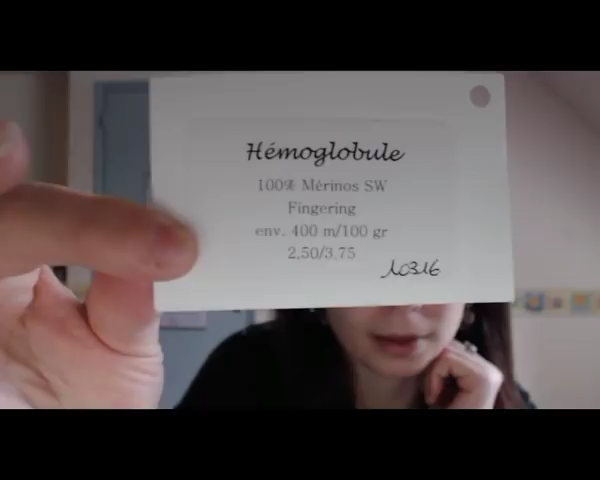 Hémoglobule
100% Mérinos SW
Fingering
env. 400 m/100 gr
2,50/3,75
10316